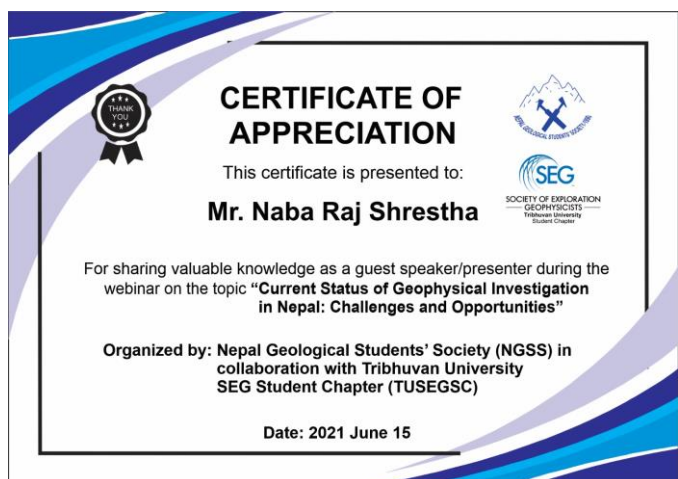 THANK
YOU
CERTIFICATE OF
APPRECIATION
This certificate is presented to:
Mr. Naba Raj Shrestha
SEG
SOCIETY OF EXPLORATION
GEOPHYSICISTS
Tribhuvan University
Student Chapter
For sharing valuable knowledge as a guest speaker/presenter during the
webinar on the topic “Current Status of Geophysical Investigation
in Nepal: Challenges and Opportunities”
Organized by: Nepal Geological Students’ Society (NGSS) in
collaboration with Tribhuvan University
SEG Student Chapter (TUSEGSC)
Date: 2021 June 15